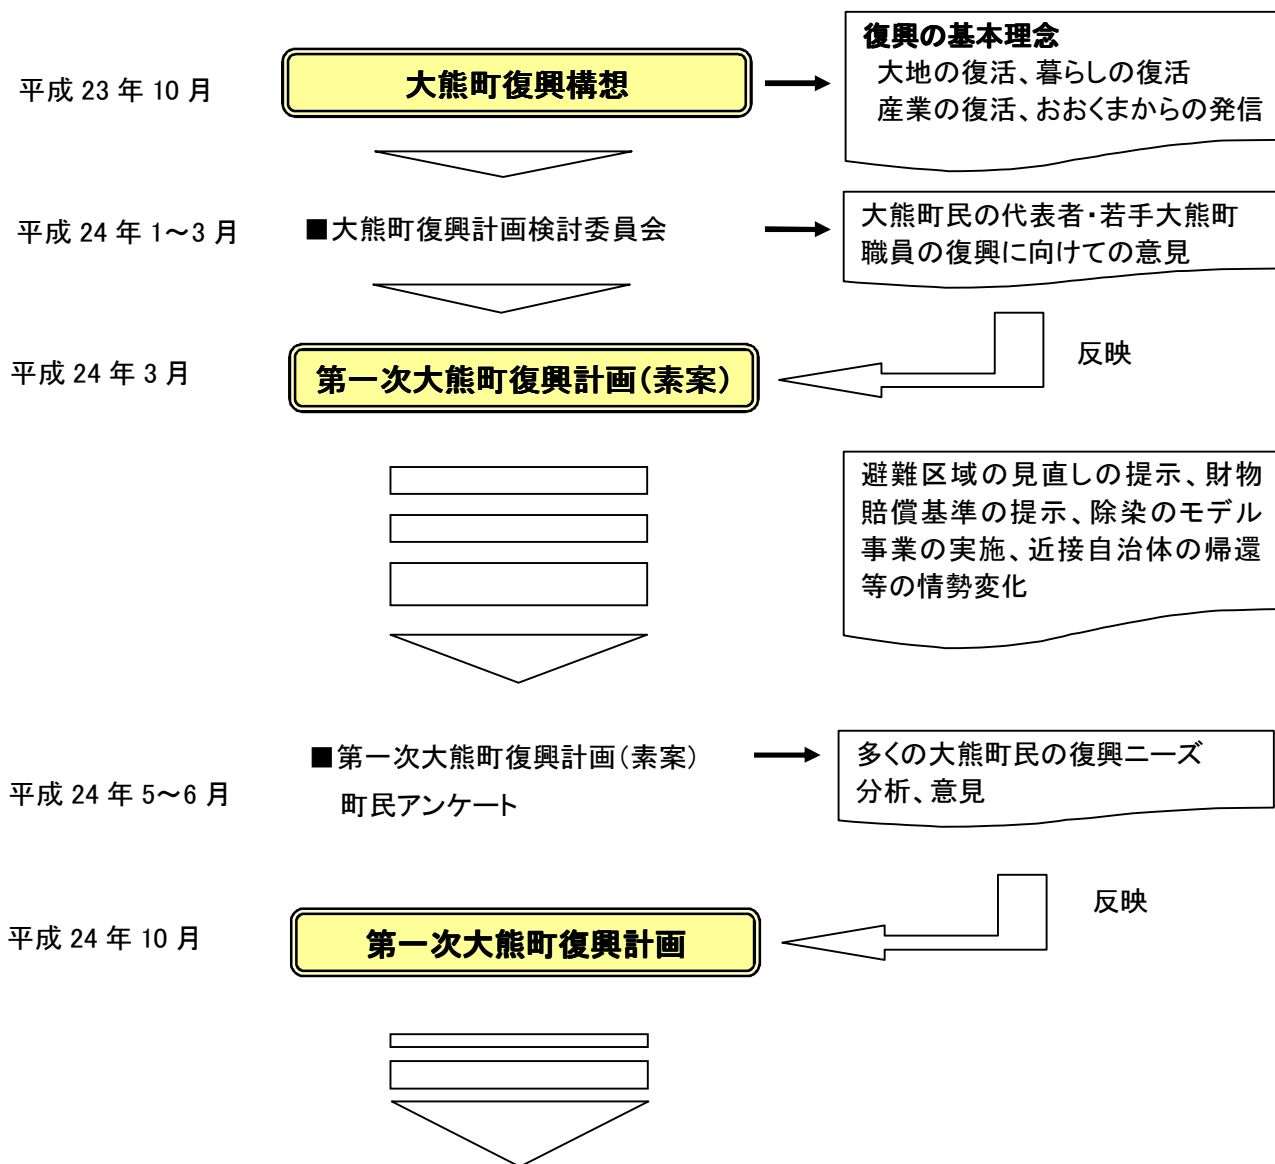 平成 23 年 10 月
大熊町復興構想
復興の基本理念
大地の復活、暮らしの復活
産業の復活、おおくまからの発信
平成 24 年 1～3 月
■大熊町復興計画検討委員会
大熊町民の代表者・若手大熊町
職員の復興に向けての意見
反映
平成 24 年 3 月
第一次大熊町復興計画（素案）
避難区域の見直しの提示、財物
賠償基準の提示、除染のモデル
事業の実施、近接自治体の帰還
等の情勢変化
平成 24 年 5～6 月
■第一次大熊町復興計画（素案）
町民アンケート
多くの大熊町民の復興ニーズ
分析、意見
反映
平成 24 年 10 月
第一次大熊町復興計画